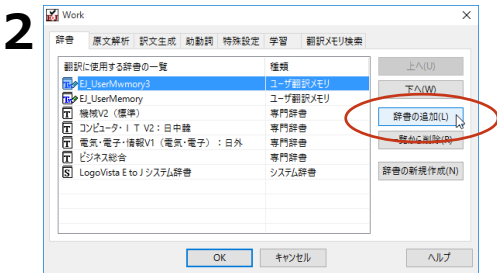 2
Work
辞書 原文解析 訳文生成 助動詞 特殊設定 学習 翻訳メモリ検索
翻訳に使用する辞書の一覧 種類
EJ_UserMwmory3 ユーザ翻訳メモリ
EJ_UserMemory ユーザ翻訳メモリ
機械V2（標準） 専門辞書
コンピュータ・ＩＴ V2：日中韓 専門辞書
電気・電子・情報V1（電気・電子）：日外 専門辞書
ビジネス総合 専門辞書
LogoVista E to J システム辞書 システム辞書
上へ(U)
下へ(W)
辞書の追加(L)
一覧から削除(R)
辞書の新規作成(N)
OK キャンセル ヘルプ